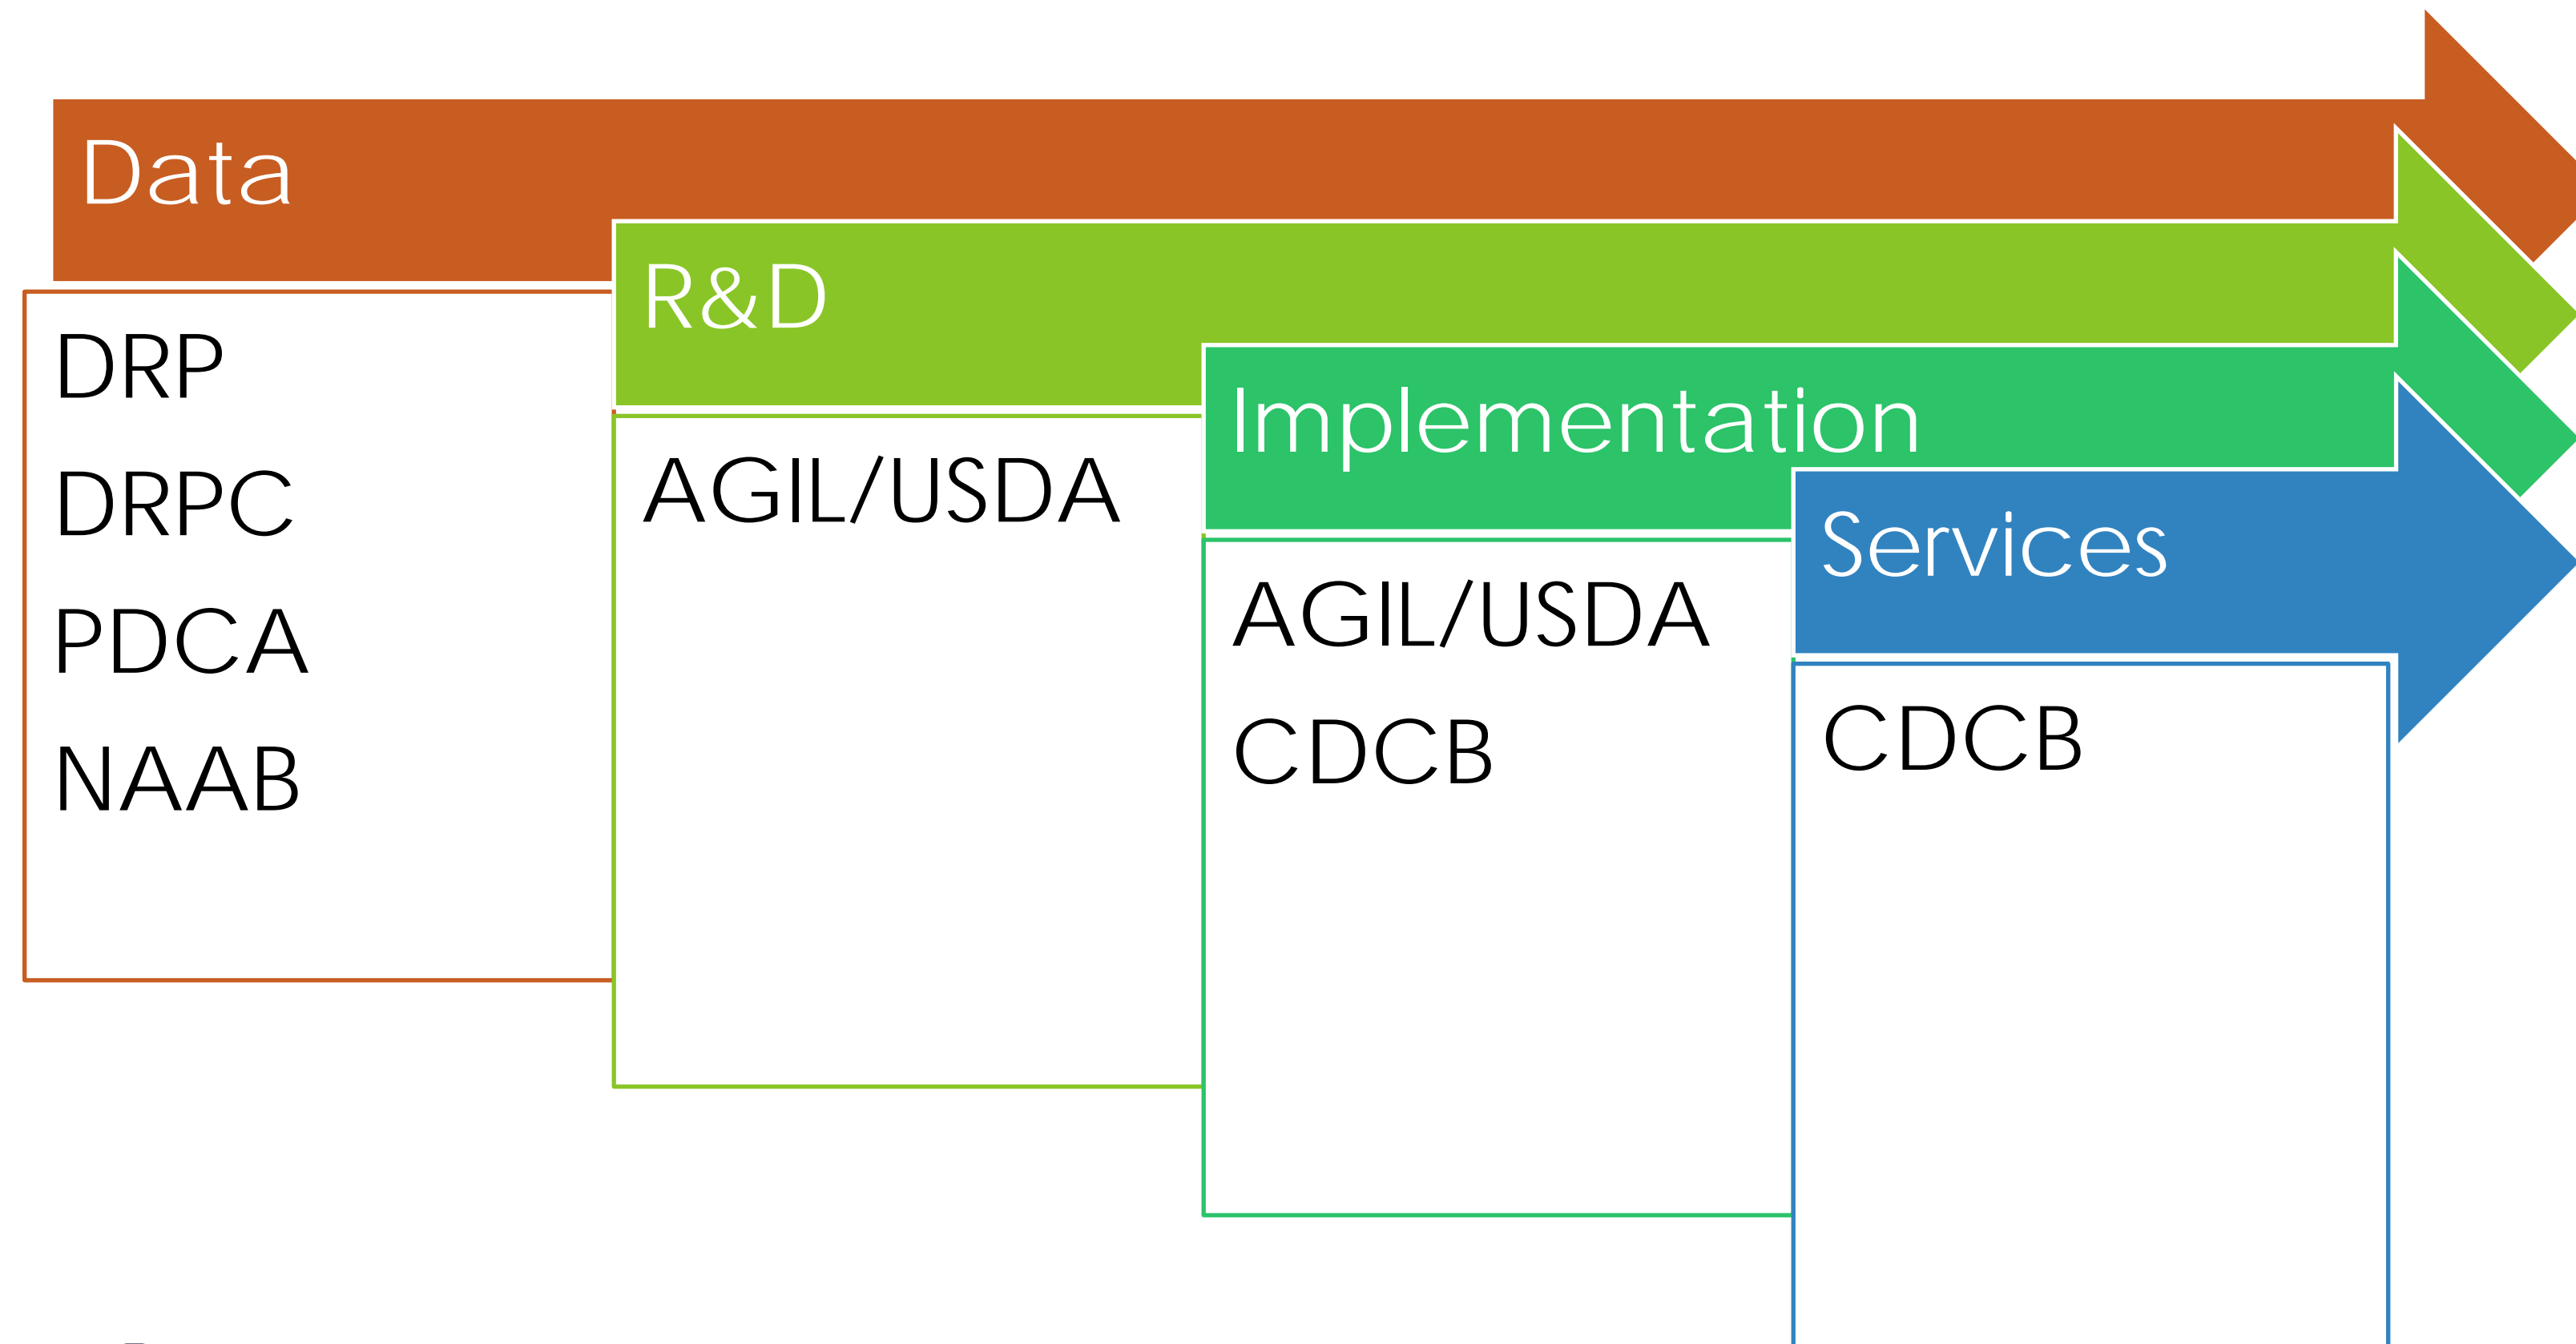 Data
DRP
DRPC
PDCA
NAAB
R&D
AGIL/USDA
Implementation
AGIL/USDA
CDCB
Services
CDCB